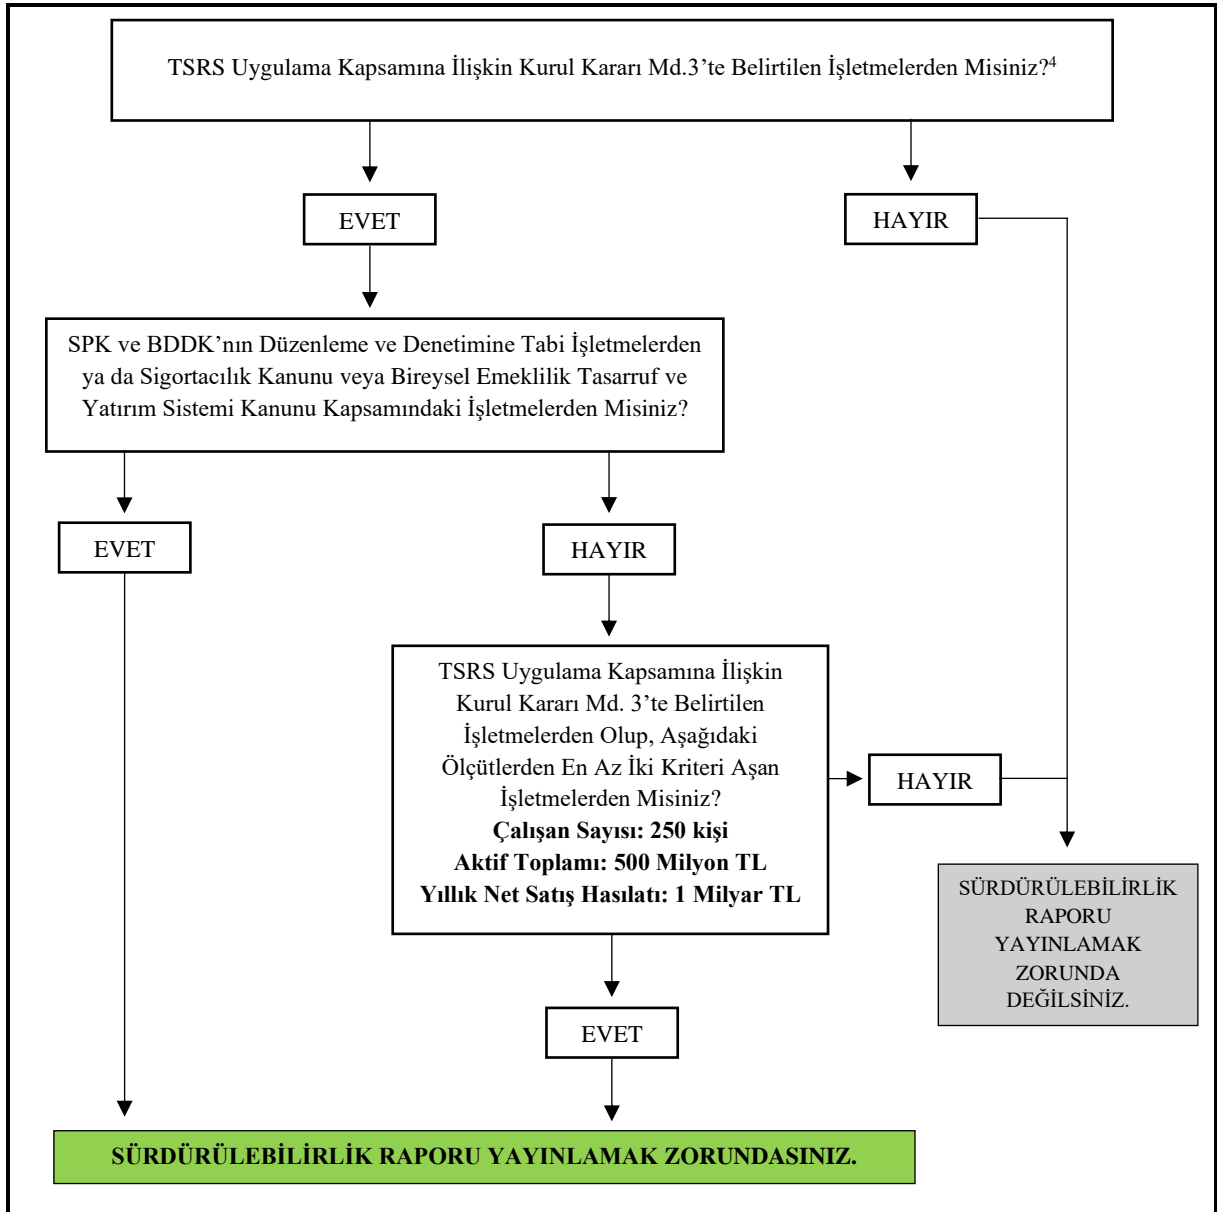 TSRS Uygulama Kapsamına İlişkin Kurul Kararı Md.3’te Belirtilen İşletmelerden Misiniz?⁴
EVET
HAYIR
SPK ve BDDK’nın Düzenleme ve Denetimine Tabi İşletmelerden
ya da Sigortacılık Kanunu veya Bireysel Emeklilik Tasarruf ve
Yatırım Sistemi Kanunu Kapsamındaki İşletmelerden Misiniz?
EVET
HAYIR
TSRS Uygulama Kapsamına İlişkin
Kurul Kararı Md. 3’te Belirtilen
İşletmelerden Olup, Aşağıdaki
Ölçütlerden En Az İki Kriteri Aşan
İşletmelerden Misiniz?
Çalışan Sayısı: 250 kişi
Aktif Toplamı: 500 Milyon TL
Yıllık Net Satış Hasılatı: 1 Milyar TL
HAYIR
SÜRDÜRÜLEBİLİRLİK
RAPORU
YAYINLAMAK
ZORUNDA
DEĞİLSİNİZ.
EVET
SÜRDÜRÜLEBİLİRLİK RAPORU YAYINLAMAK ZORUNDASINIZ.